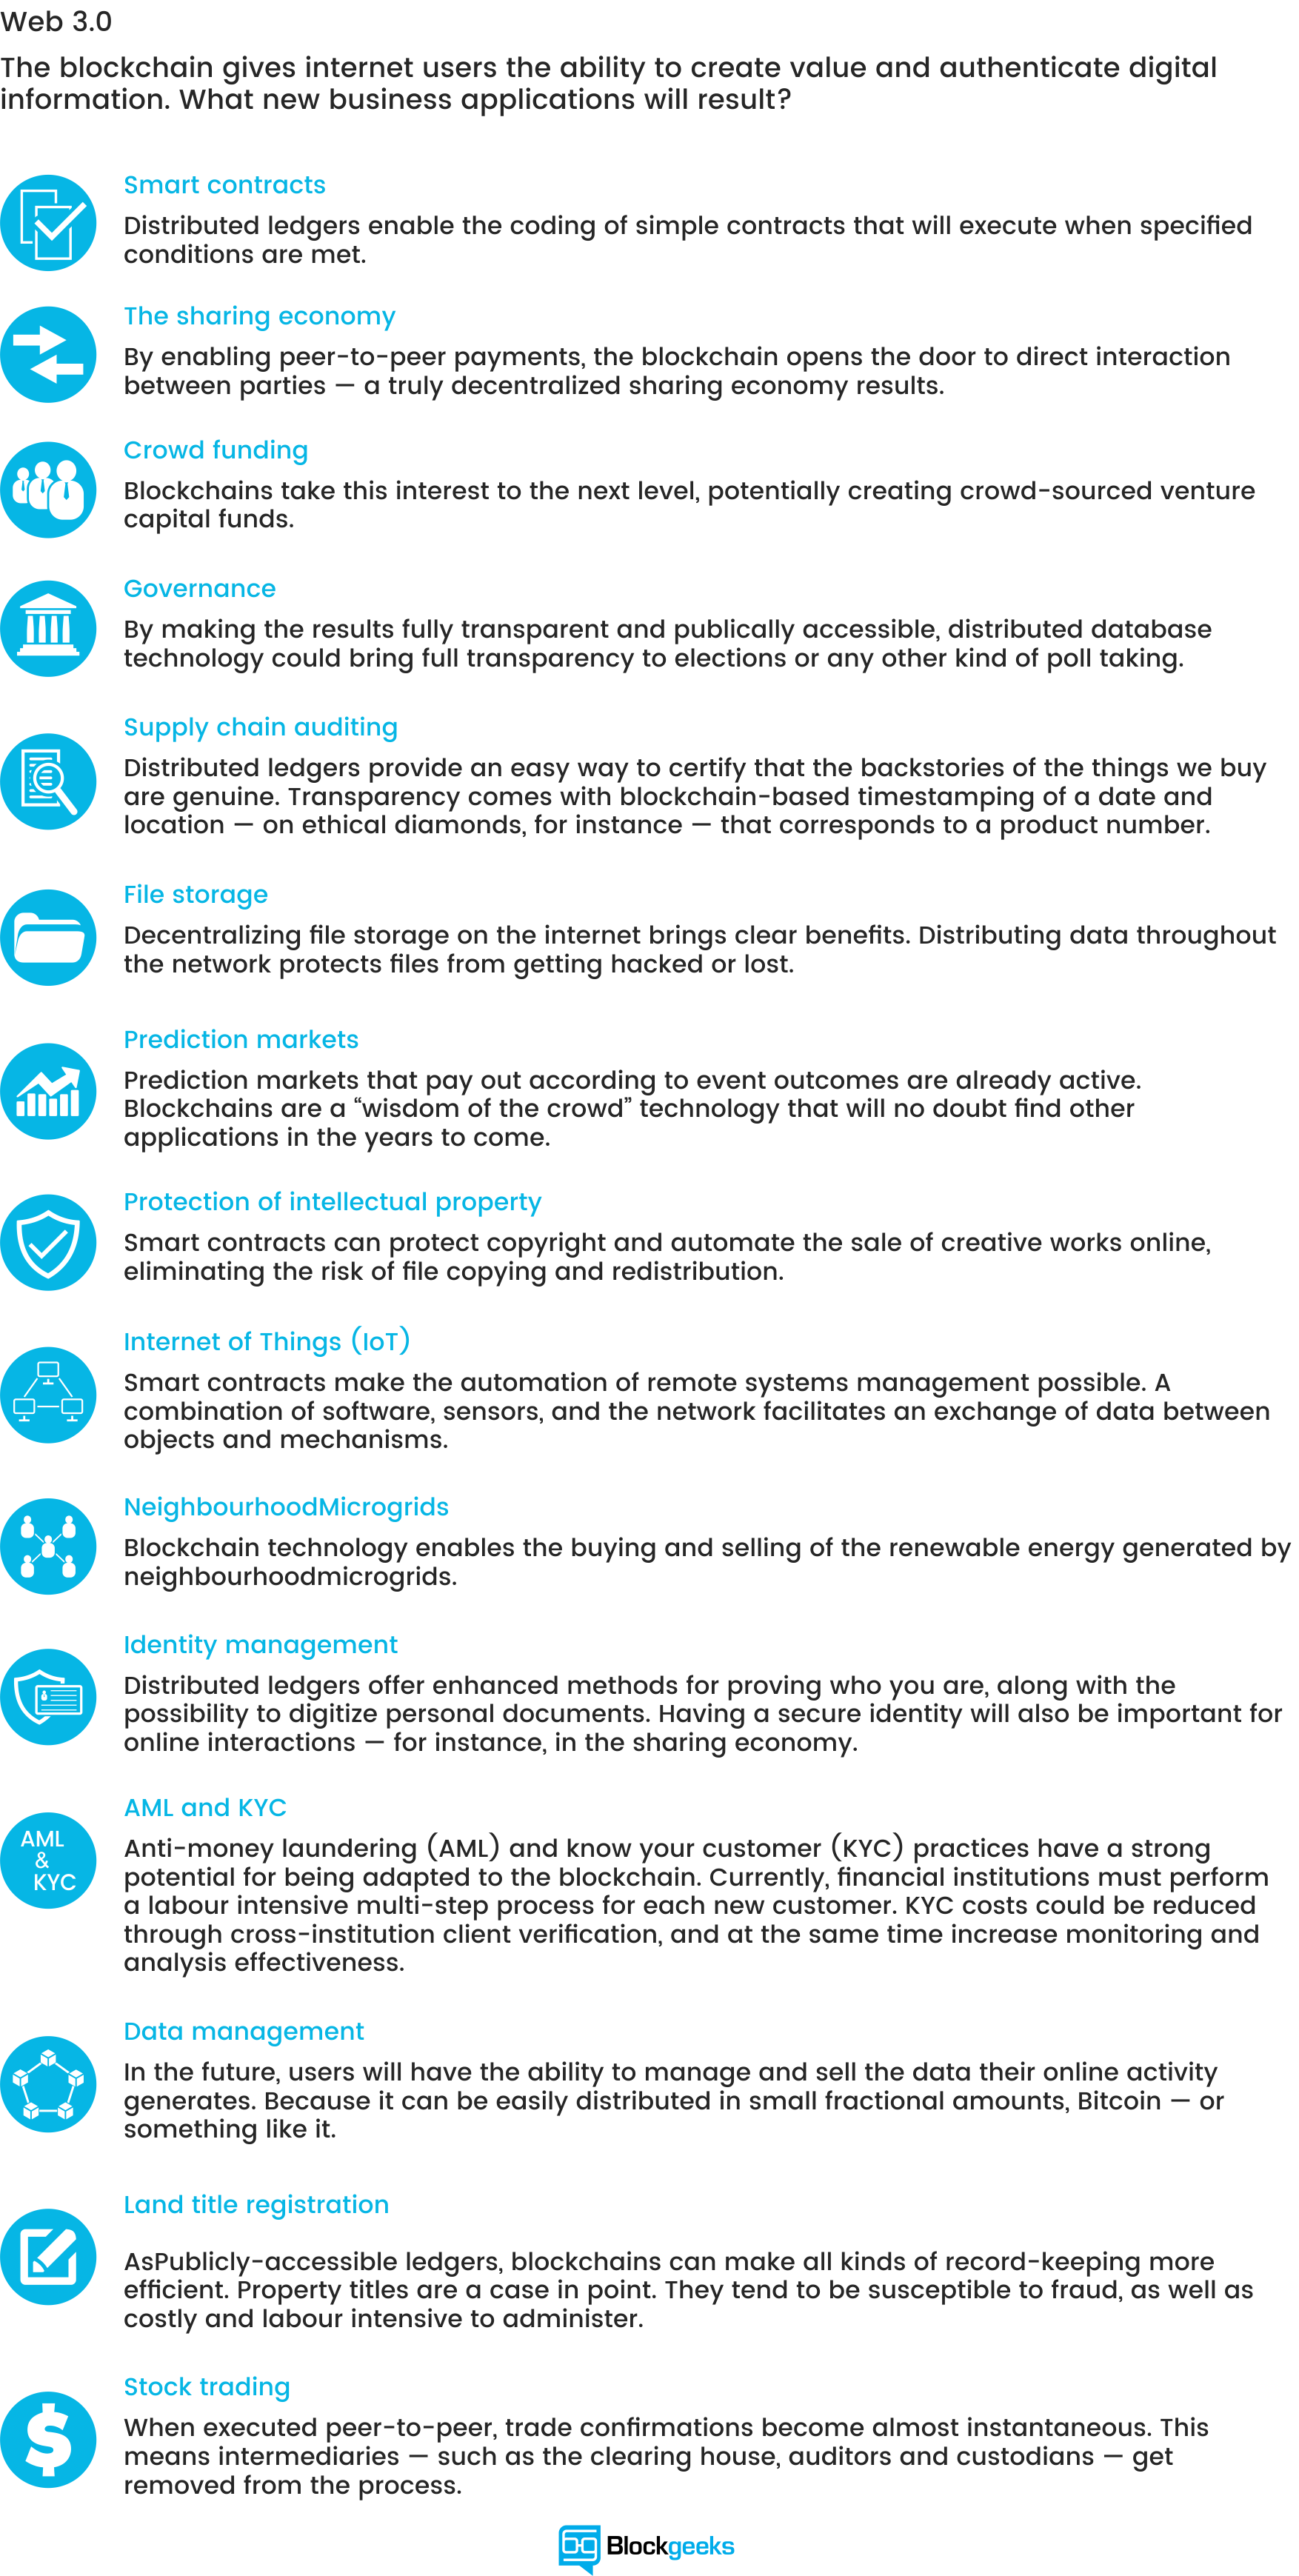 Web 3.0
The blockchain gives internet users the ability to create value and authenticate digital
information. What new business applications will result?
Smart contracts
Distributed ledgers enable the coding of simple contracts that will execute when specified
conditions are met.
The sharing economy
By enabling peer-to-peer payments, the blockchain opens the door to direct interaction
between parties — a truly decentralized sharing economy results.
Crowd funding
Blockchains take this interest to the next level, potentially creating crowd-sourced venture
capital funds.
Governance
By making the results fully transparent and publically accessible, distributed database
technology could bring full transparency to elections or any other kind of poll taking.
Supply chain auditing
Distributed ledgers provide an easy way to certify that the backstories of the things we buy
are genuine. Transparency comes with blockchain-based timestamping of a date and
location — on ethical diamonds, for instance — that corresponds to a product number.
File storage
Decentralizing file storage on the internet brings clear benefits. Distributing data throughout
the network protects files from getting hacked or lost.
Prediction markets
Prediction markets that pay out according to event outcomes are already active.
Blockchains are a “wisdom of the crowd” technology that will no doubt find other
applications in the years to come.
Protection of intellectual property
Smart contracts can protect copyright and automate the sale of creative works online,
eliminating the risk of file copying and redistribution.
Internet of Things (IoT)
Smart contracts make the automation of remote systems management possible. A
combination of software, sensors, and the network facilitates an exchange of data between
objects and mechanisms.
NeighbourhoodMicrogrids
Blockchain technology enables the buying and selling of the renewable energy generated by
neighbourhoodmicrogrids.
Identity management
Distributed ledgers offer enhanced methods for proving who you are, along with the
possibility to digitize personal documents. Having a secure identity will also be important for
online interactions — for instance, in the sharing economy.
AML
&
KYC
AML and KYC
Anti-money laundering (AML) and know your customer (KYC) practices have a strong
potential for being adapted to the blockchain. Currently, financial institutions must perform
a labour intensive multi-step process for each new customer. KYC costs could be reduced
through cross-institution client verification, and at the same time increase monitoring and
analysis effectiveness.
Data management
In the future, users will have the ability to manage and sell the data their online activity
generates. Because it can be easily distributed in small fractional amounts, Bitcoin — or
something like it.
Land title registration
AsPublicly-accessible ledgers, blockchains can make all kinds of record-keeping more
efficient. Property titles are a case in point. They tend to be susceptible to fraud, as well as
costly and labour intensive to administer.
$
Stock trading
When executed peer-to-peer, trade confirmations become almost instantaneous. This
means intermediaries — such as the clearing house, auditors and custodians — get
removed from the process.
Blockgeeks